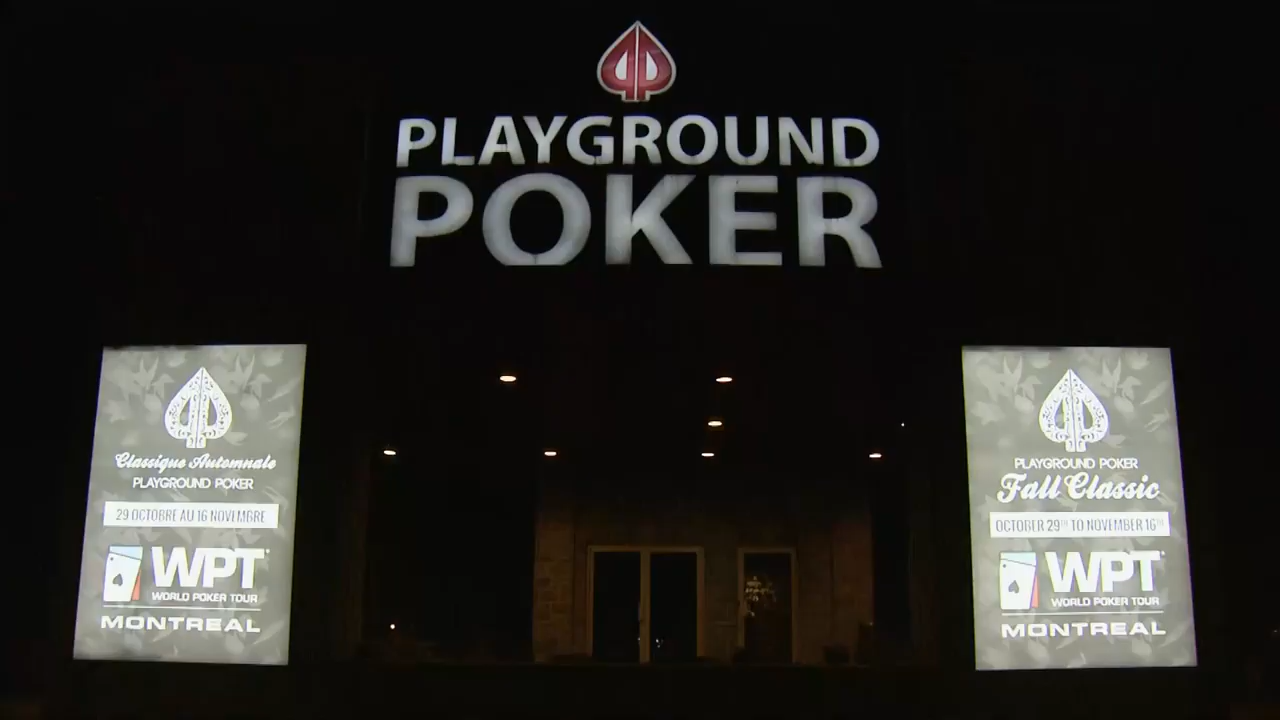 PLAYGROUND
POKER
Classique Automnale
PLAYGROUND POKER
29 OCTOBRE AU 16 NOVEMBRE
WPT
WORLD POKER TOUR
MONTREAL
PLAYGROUND POKER
Fall Classic
OCTOBER 29TH TO NOVEMBER 16TH
WPT
WORLD POKER TOUR
MONTREAL